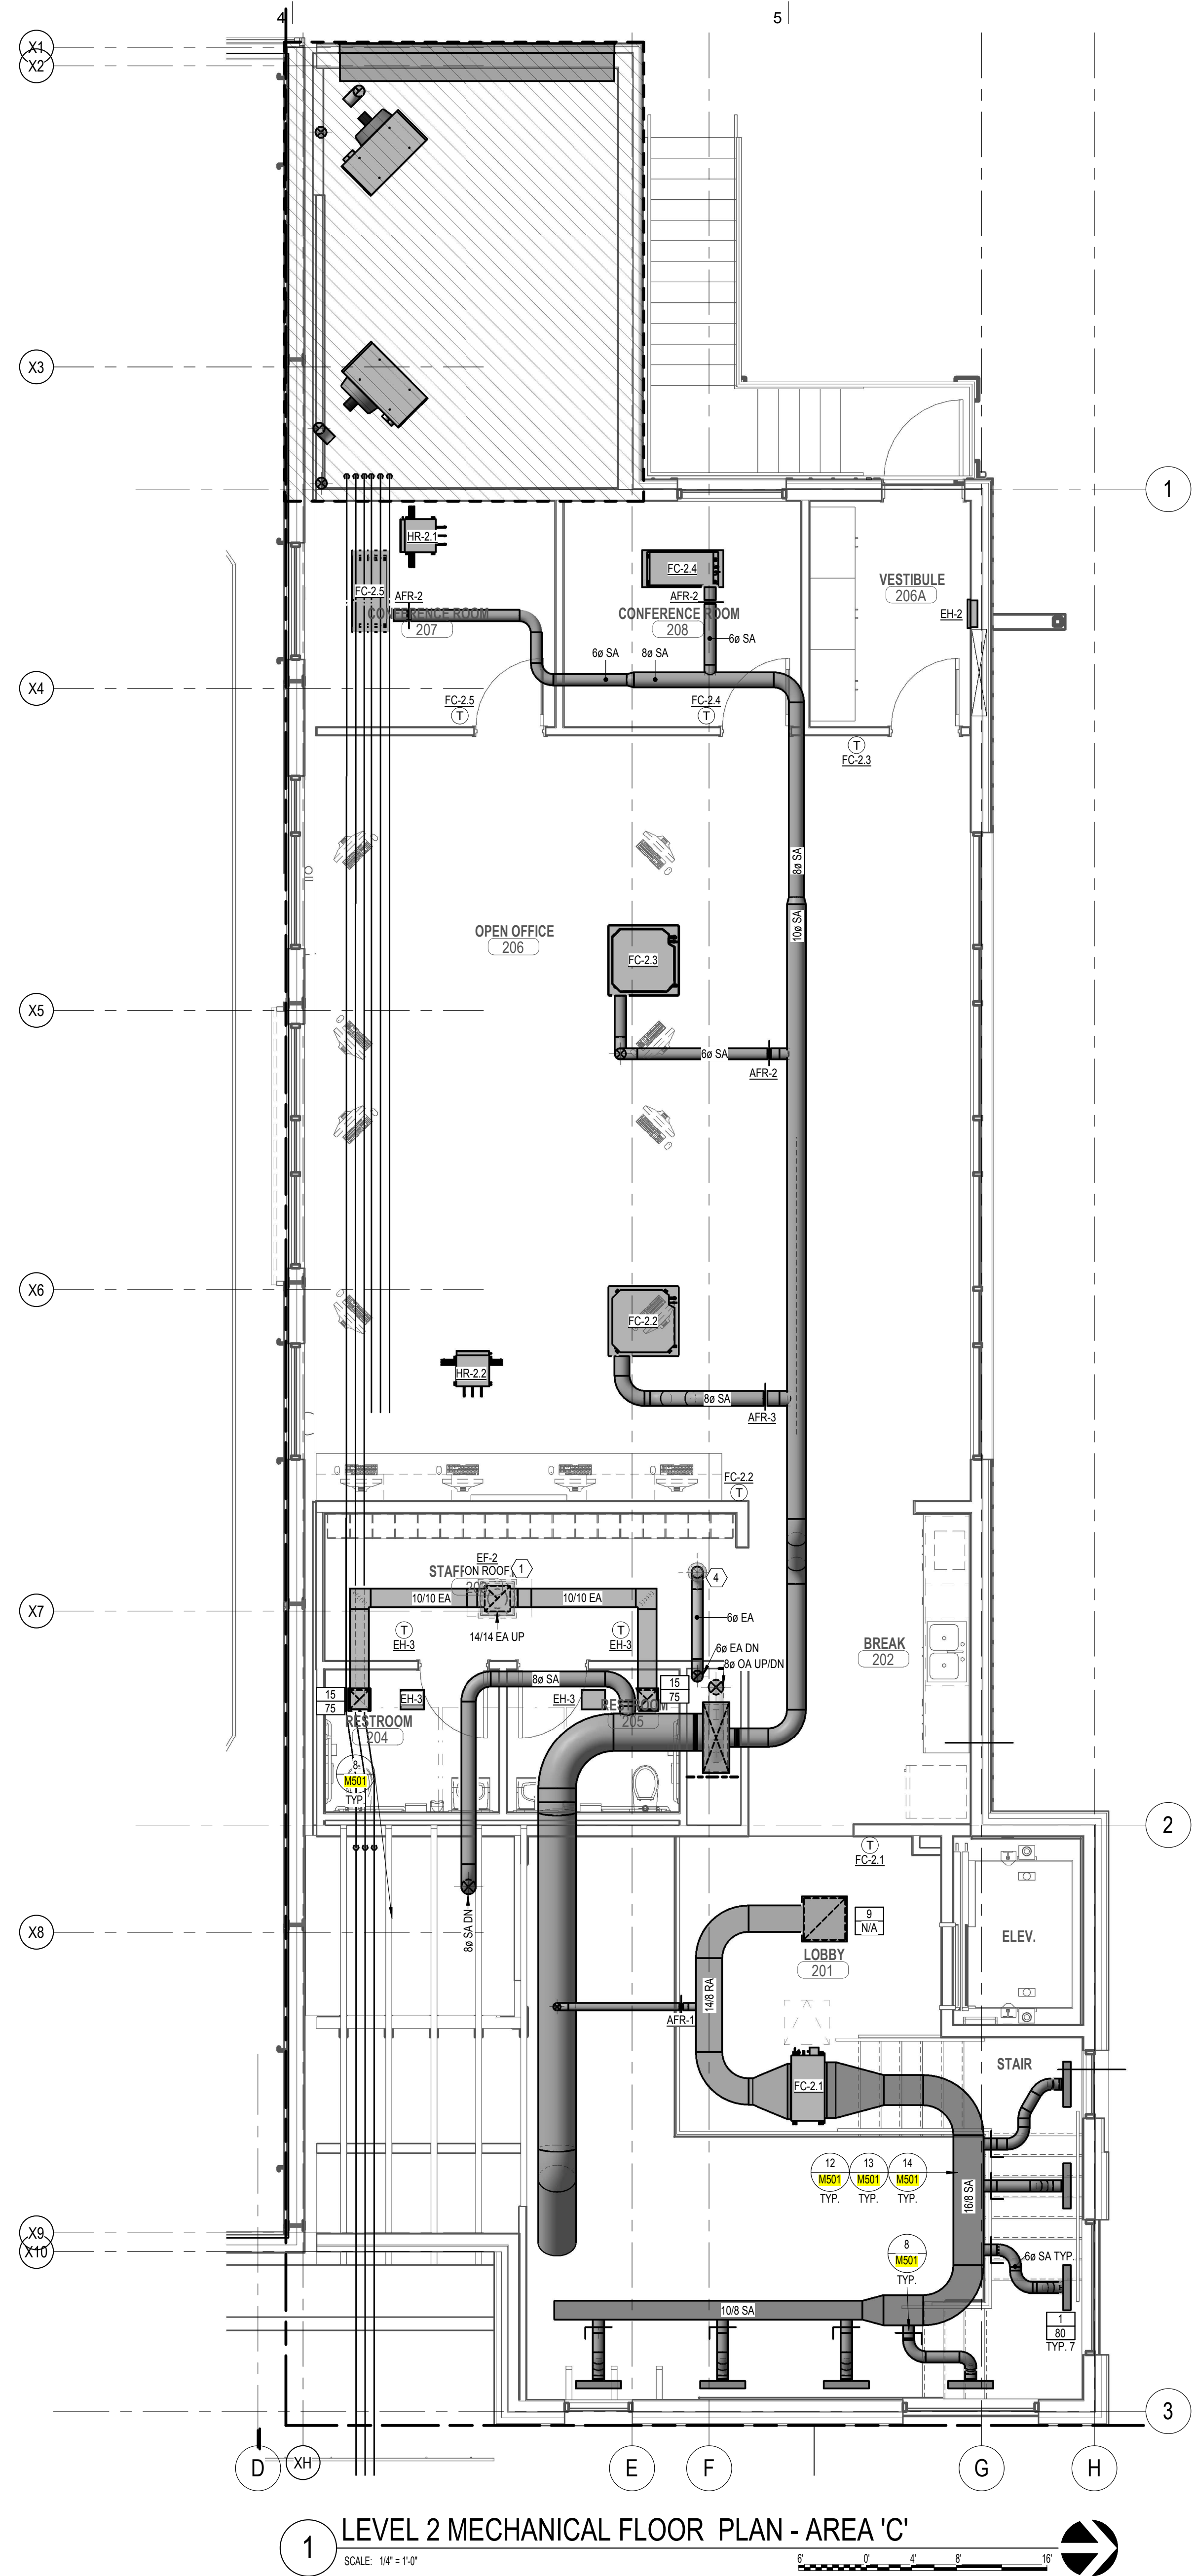 4
5
X1
X2
X3
1
HR-2.1
FC-2.5
AFR-2
CONFERENCE ROOM
207
FC-2.4
AFR-2
CONFERENCE ROOM
208
6ø SA
VESTIBULE
206A
EH-2
6ø SA
8ø SA
X4
FC-2.5
T
FC-2.4
T
T
FC-2.3
8ø SA
10ø SA
OPEN OFFICE
206
FC-2.3
X5
6ø SA
AFR-2
X6
FC-2.2
HR-2.2
8ø SA
AFR-3
FC-2.2
T
EF-2
ON ROOF
1
STAFF
4
10/10 EA
10/10 EA
X7
6ø EA
14/14 EA UP
T
EH-3
T
EH-3
BREAK
202
6ø EA DN
8ø OA UP/DN
8ø SA
15
75
EH-3
EH-3
15
75
RESTROOM
204
RESTROOM
205
8
M501
TYP.
2
T
FC-2.1
X8
8ø SA DN
9
N/A
LOBBY
201
ELEV.
14/8 RA
AFR-1
FC-2.1
STAIR
12
M501
TYP.
13
M501
TYP.
14
M501
TYP.
16/8 SA
X9
X10
8
M501
TYP.
6ø SA TYP.
10/8 SA
1
80
TYP. 7
3
D
XH
E
F
G
H
1
LEVEL 2 MECHANICAL FLOOR PLAN - AREA 'C'
SCALE: 1/4" = 1'-0"
6'
0'
4'
8'
16'